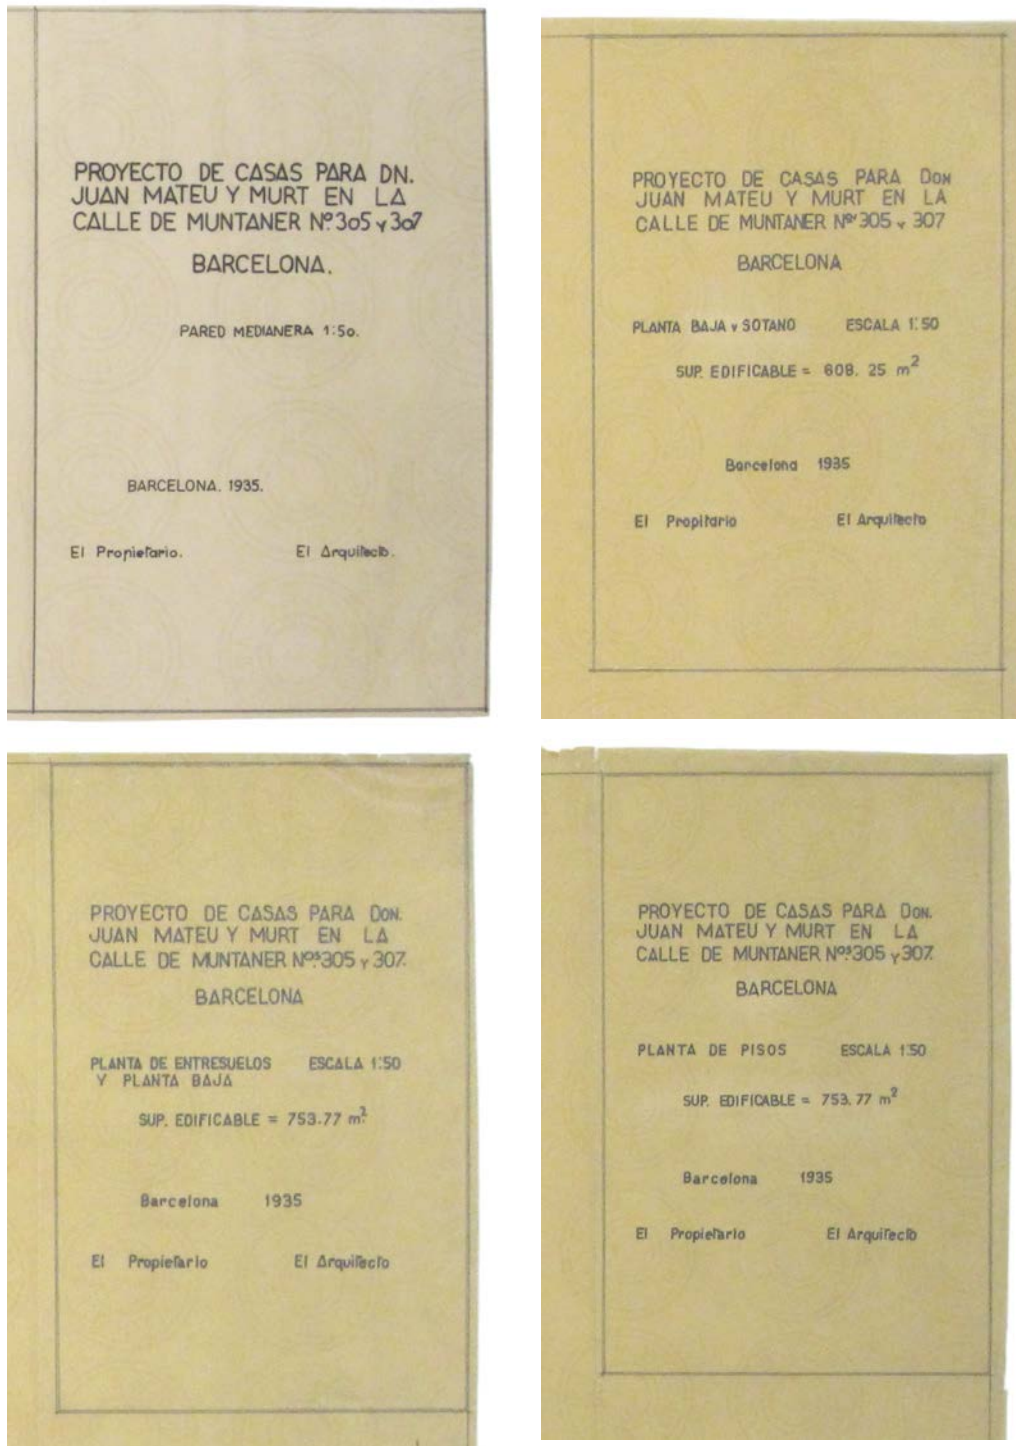 PROYECTO DE CASAS PARA DN.
JUAN MATEU Y MURT EN LA
CALLE DE MUNTANER Nº 305 y 307
BARCELONA.
PARED MEDIANERA 1:50.
BARCELONA. 1935.
El Propietario. El Arquitecto.
PROYECTO DE CASAS PARA DON
JUAN MATEU Y MURT EN LA
CALLE DE MUNTANER Nºˢ 305 y 307
BARCELONA
PLANTA BAJA y SOTANO ESCALA 1:50
SUP. EDIFICABLE = 608. 25 m²
Barcelona 1935
El Propitario El Arquitecto
PROYECTO DE CASAS PARA DON.
JUAN MATEU Y MURT EN LA
CALLE DE MUNTANER Nºˢ 305 y 307.
BARCELONA
PLANTA DE ENTRESUELOS ESCALA 1:50
Y PLANTA BAJA
SUP. EDIFICABLE = 753.77 m²
Barcelona 1935
El Propietario El Arquitecto
PROYECTO DE CASAS PARA DON.
JUAN MATEU Y MURT EN LA
CALLE DE MUNTANER Nºˢ 305 y 307.
BARCELONA
PLANTA DE PISOS ESCALA 1:50
SUP. EDIFICABLE = 753.77 m²
Barcelona 1935
El Propietario El Arquitecto